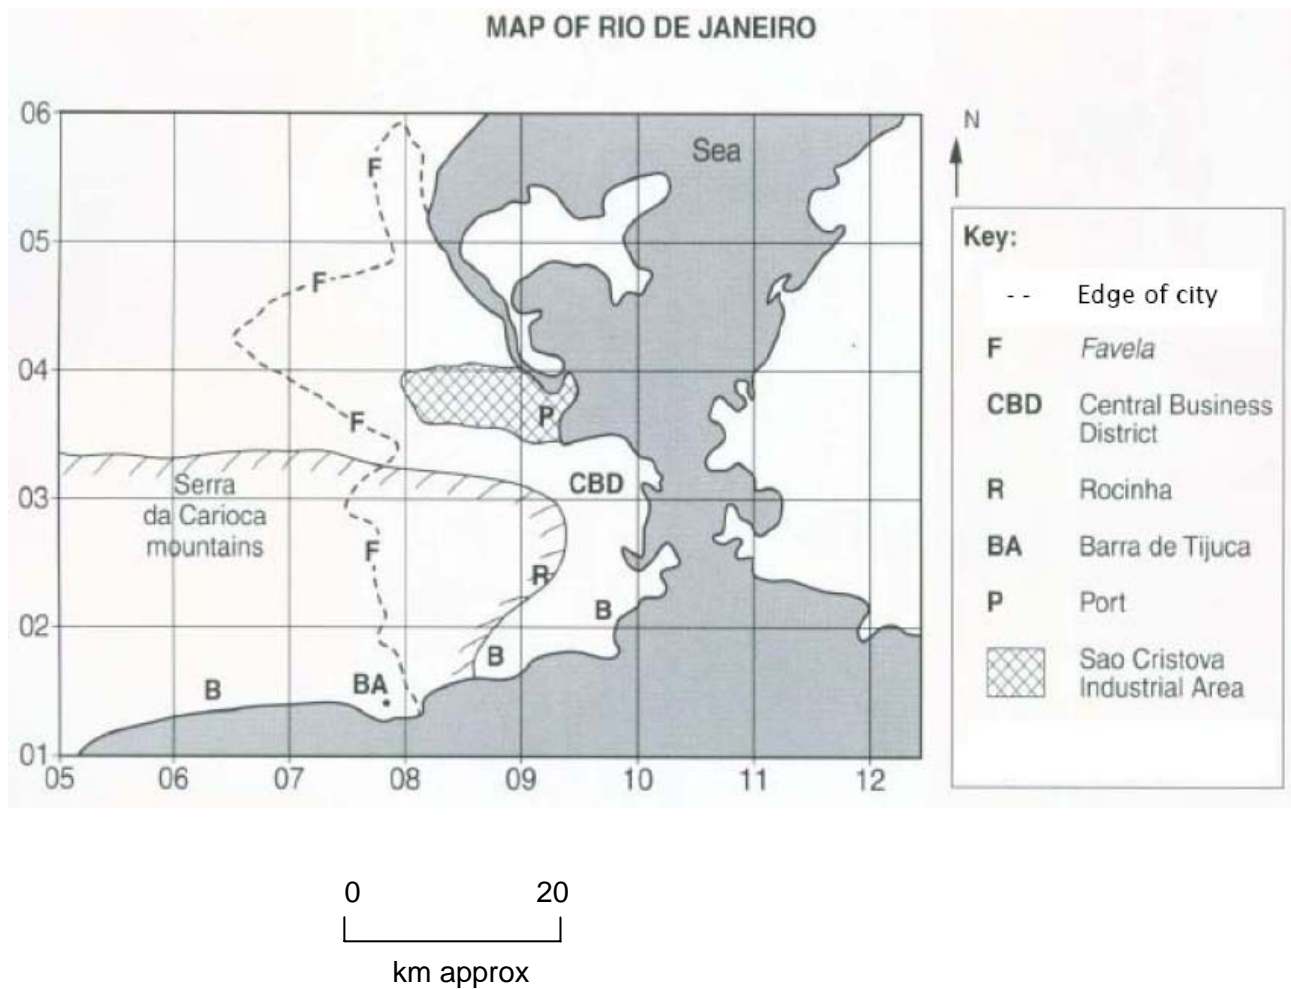 MAP OF RIO DE JANEIRO
06
Sea
N
F
05
F
04
F
P
CBD
03
Serra
da Carioca
mountains
F
R
B
02
B
BA
B
01
05 06 07 08 09 10 11 12
Key:
-- Edge of city
F Favela
CBD Central Business
District
R Rocinha
BA Barra de Tijuca
P Port
Sao Cristova
Industrial Area
0 20
km approx